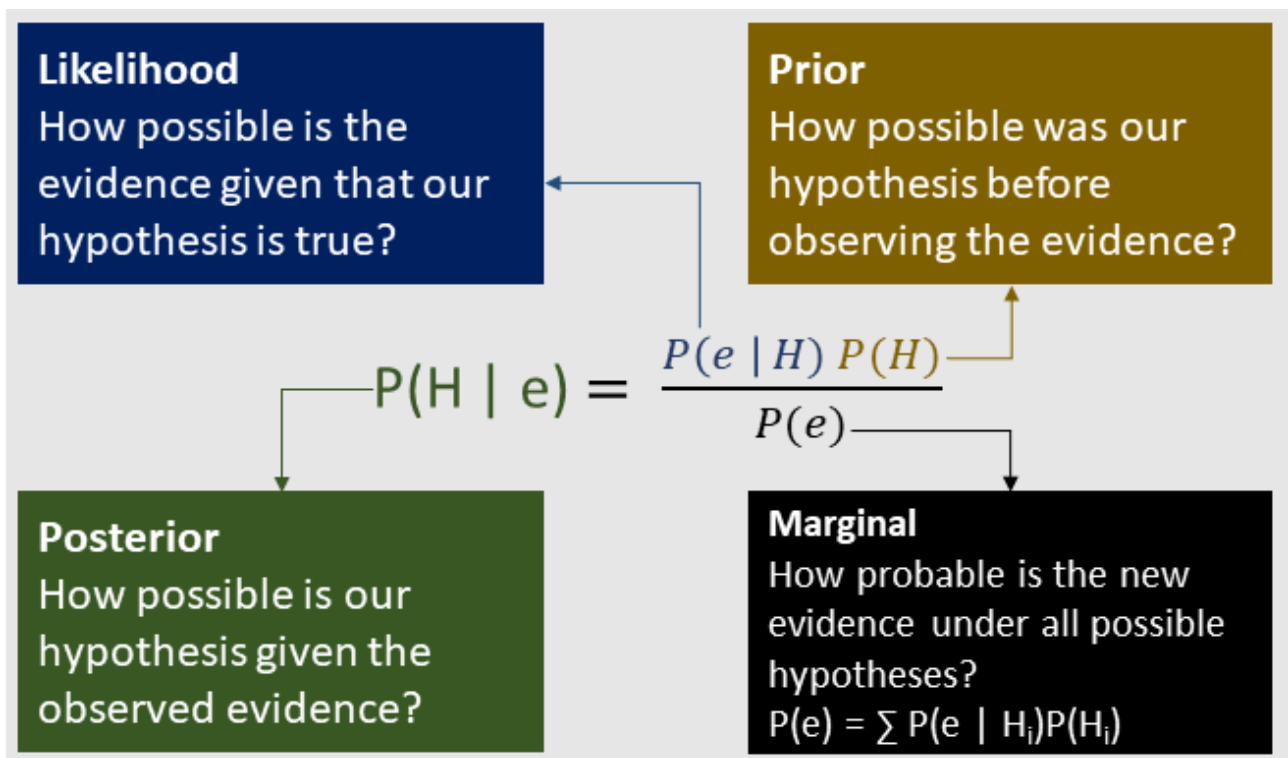 Likelihood
How possible is the
evidence given that our
hypothesis is true?
Prior
How possible was our
hypothesis before
observing the evidence?
P(H | e) = P(e | H) P(H)
P(e)
Posterior
How possible is our
hypothesis given the
observed evidence?
Marginal
How probable is the new
evidence under all possible
hypotheses?
P(e) = ∑ P(e | Hᵢ)P(Hᵢ)